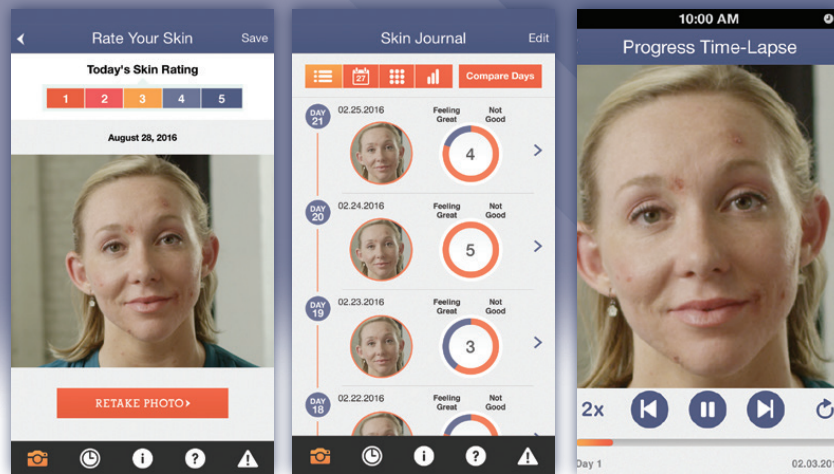 Rate Your Skin
Save
Today's Skin Rating
1 2 3 4 5
August 28, 2016
RETAKE PHOTO
Skin Journal
Edit
27
Compare Days
DAY 21
02.25.2016
Feeling Great
Not Good
4
DAY 20
02.24.2016
Feeling Great
Not Good
5
DAY 19
02.23.2016
Feeling Great
Not Good
3
DAY 18
02.22.2016
Feeling Great
Not Good
10:00 AM
Progress Time-Lapse
2x
Day 1